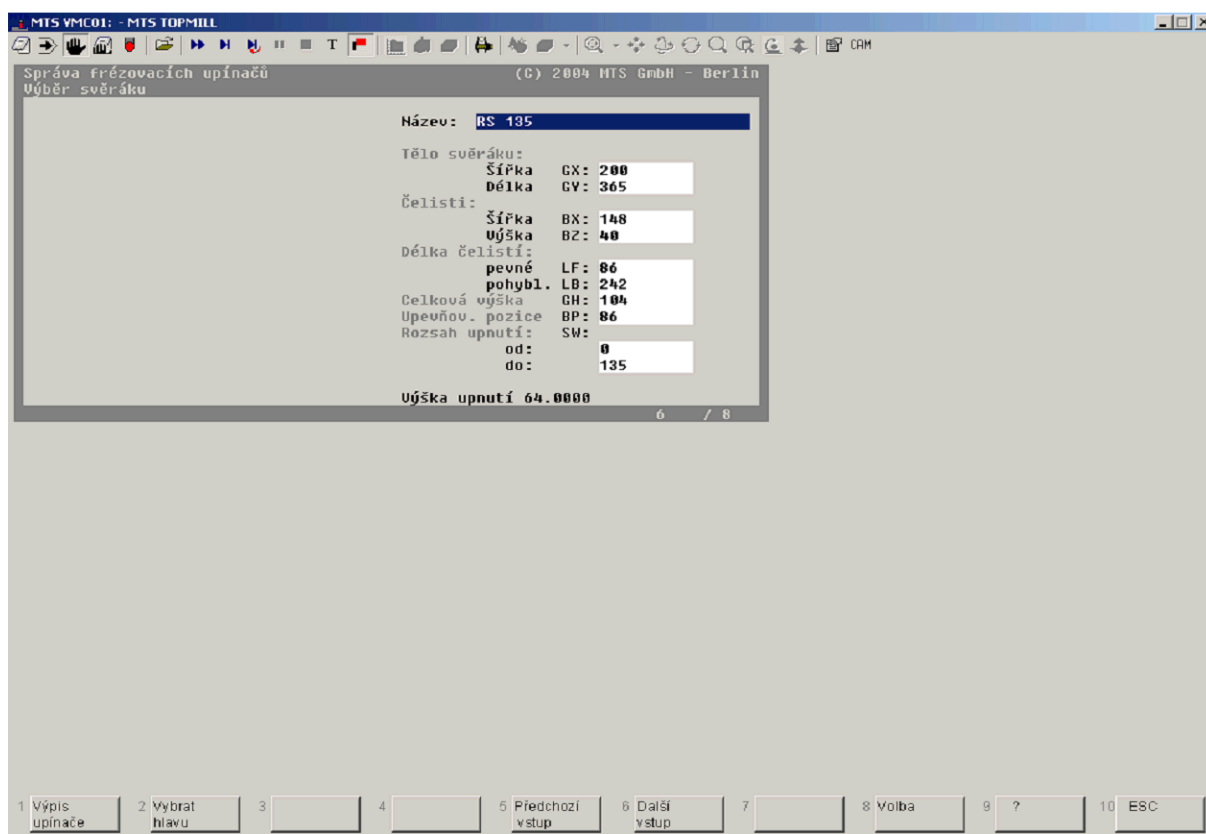 MTS VMC01: - MTS TOPMILL
T CAM
Správa frézovacích upínačů (C) 2004 MTS GmbH - Berlin
Výběr svěráku
Název: RS 135
Tělo svěráku:
Šířka GX: 200
Délka GY: 365
Čelisti:
Šířka BX: 148
Výška BZ: 40
Délka čelistí:
pevné LF: 86
pohybl. LB: 242
Celková výška GH: 104
Upevňov. pozice BP: 86
Rozsah upnutí: SW:
od: 0
do: 135
Výška upnutí 64.0000
6 / 8
1 Výpis upínače 2 Vybrat hlavu 3 4 5 Předchozí vstup 6 Další vstup 7 8 Volba 9 ? 10 ESC